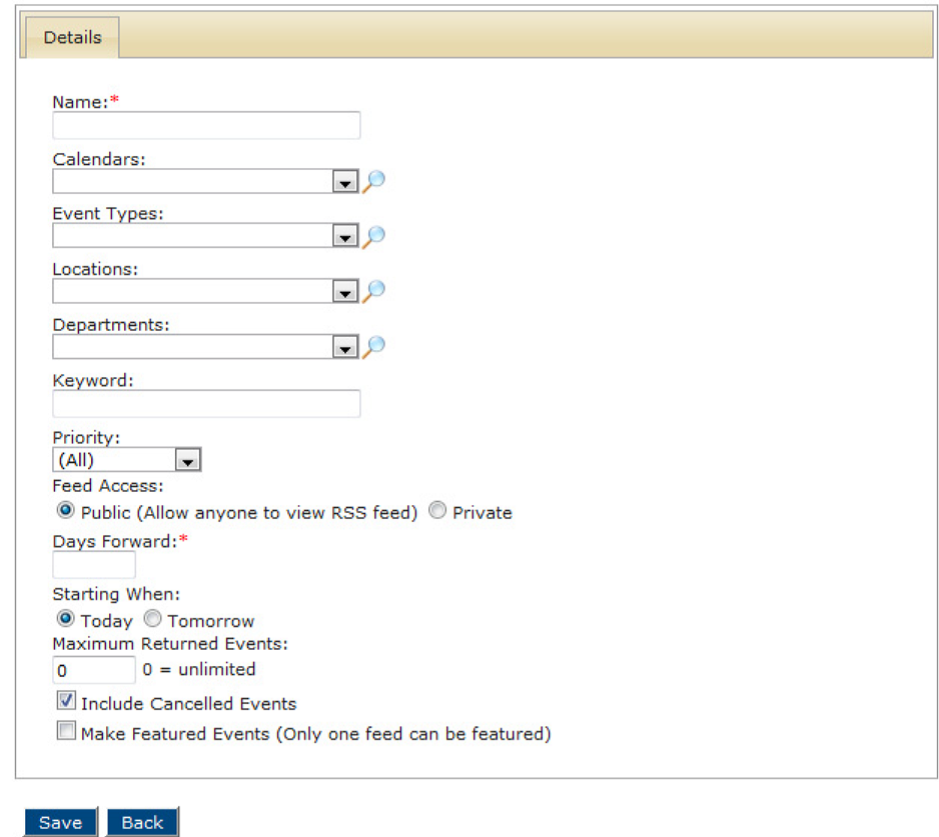 Details
Name:*
Calendars:
Event Types:
Locations:
Departments:
Keyword:
Priority:
(All)
Feed Access:
Public (Allow anyone to view RSS feed) Private
Days Forward:*
Starting When:
Today Tomorrow
Maximum Returned Events:
0 0 = unlimited
Include Cancelled Events
Make Featured Events (Only one feed can be featured)
Save Back